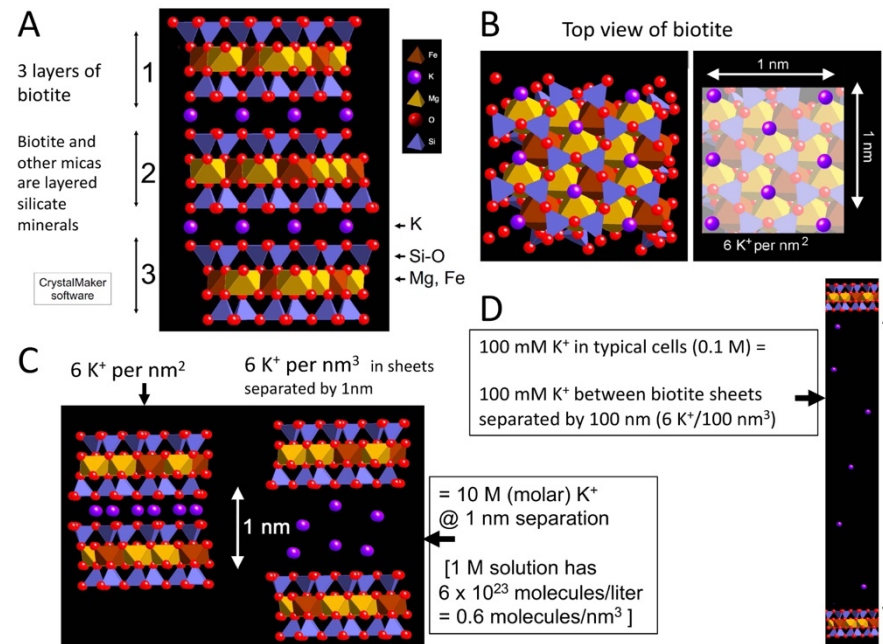 A
3 layers of
biotite
Biotite and
other micas
are layered
silicate
minerals
CrystalMaker
software
1
2
3
Fe
K
Mg
O
Si
K
Si-O
Mg, Fe
B
Top view of biotite
1 nm
1 nm
6 K⁺ per nm²
C
6 K⁺ per nm²
6 K⁺ per nm³ in sheets
separated by 1nm
1 nm
= 10 M (molar) K⁺
@ 1 nm separation
[1 M solution has
6 x 10²³ molecules/liter
= 0.6 molecules/nm³ ]
D
100 mM K⁺ in typical cells (0.1 M) =
100 mM K⁺ between biotite sheets
separated by 100 nm (6 K⁺/100 nm³)